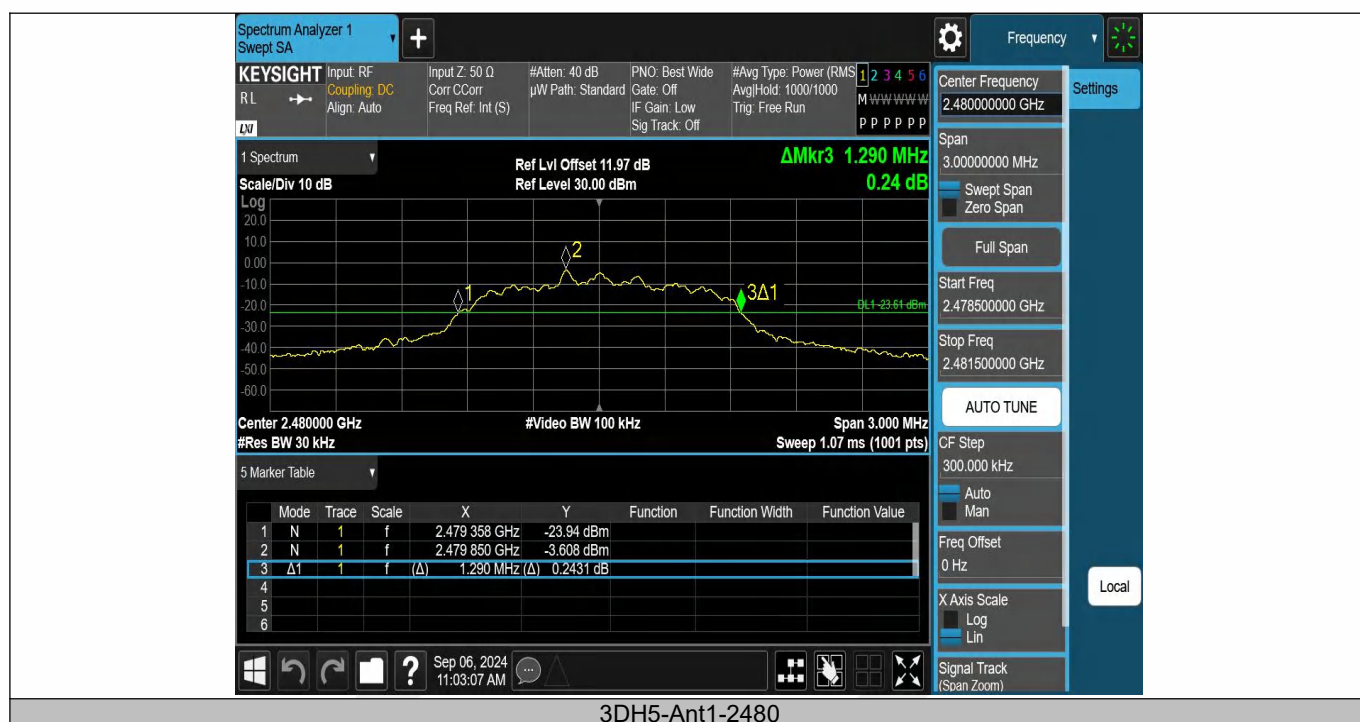 Spectrum Analyzer 1
Swept SA
+
Frequency
KEYSIGHT
RL
LXI
Input: RF
Coupling: DC
Align: Auto
Input Z: 50 Ω
Corr CCorr
Freq Ref: Int (S)
#Atten: 40 dB
µW Path: Standard
PNO: Best Wide
Gate: Off
IF Gain: Low
Sig Track: Off
#Avg Type: Power (RMS
Avg|Hold: 1000/1000
Trig: Free Run
1 2 3 4 5 6
M W W W W W
P P P P P P
1 Spectrum
Scale/Div 10 dB
Ref Lvl Offset 11.97 dB
Ref Level 30.00 dBm
ΔMkr3 1.290 MHz
0.24 dB
Log
20.0
10.0
0.00
-10.0
-20.0
-30.0
-40.0
-50.0
-60.0
1
2
3Δ1
DL1 -23.61 dBm
Center 2.480000 GHz
#Res BW 30 kHz
#Video BW 100 kHz
Span 3.000 MHz
Sweep 1.07 ms (1001 pts)
5 Marker Table
Mode Trace Scale X Y Function Function Width Function Value
1 N 1 f 2.479 358 GHz -23.94 dBm
2 N 1 f 2.479 850 GHz -3.608 dBm
3 Δ1 1 f (Δ) 1.290 MHz (Δ) 0.2431 dB
4
5
6
?
Sep 06, 2024
11:03:07 AM
Settings
Center Frequency
2.480000000 GHz
Span
3.00000000 MHz
Swept Span
Zero Span
Full Span
Start Freq
2.478500000 GHz
Stop Freq
2.481500000 GHz
AUTO TUNE
CF Step
300.000 kHz
Auto
Man
Freq Offset
0 Hz
X Axis Scale
Log
Lin
Signal Track
(Span Zoom)
Local
3DH5-Ant1-2480